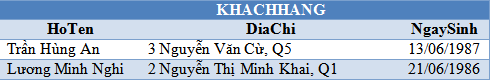 KHACHHANG
HoTen DiaChi NgaySinh
Trần Hùng An 3 Nguyễn Văn Cừ, Q5 13/06/1987
Lương Minh Nghi 2 Nguyễn Thị Minh Khai, Q1 21/06/1986